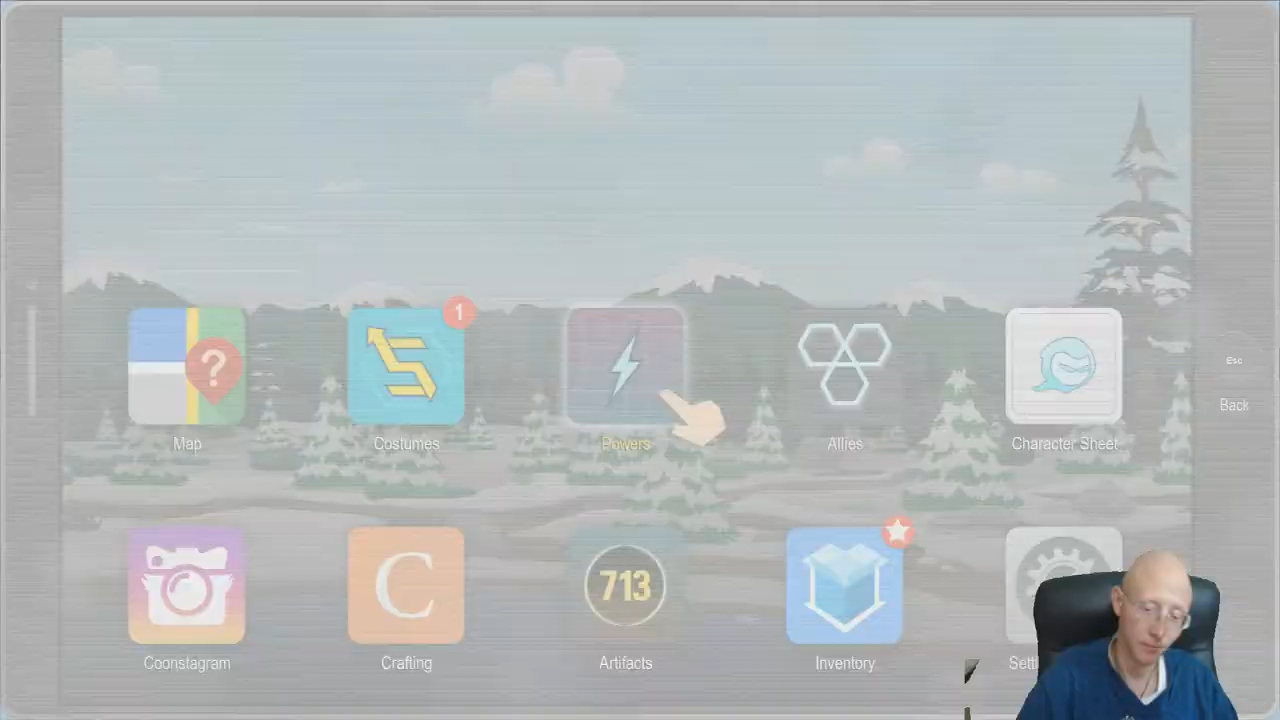 1
?
Map
Costumes
Powers
Allies
Character Sheet
Esc
Back
C
713
Coonstagram
Crafting
Artifacts
Inventory